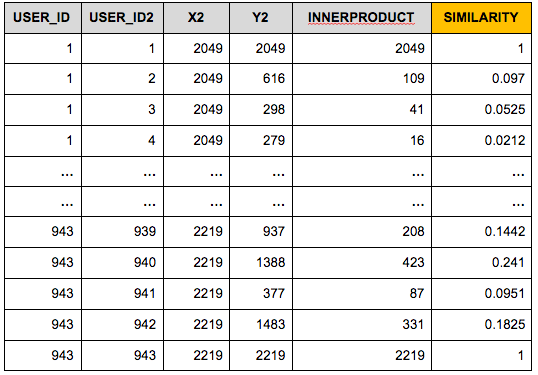 USER_ID USER_ID2 X2 Y2 INNERPRODUCT SIMILARITY
1 1 2049 2049 2049 1
1 2 2049 616 109 0.097
1 3 2049 298 41 0.0525
1 4 2049 279 16 0.0212
... ... ... ... ... ...
... ... ... ... ... ...
943 939 2219 937 208 0.1442
943 940 2219 1388 423 0.241
943 941 2219 377 87 0.0951
943 942 2219 1483 331 0.1825
943 943 2219 2219 2219 1